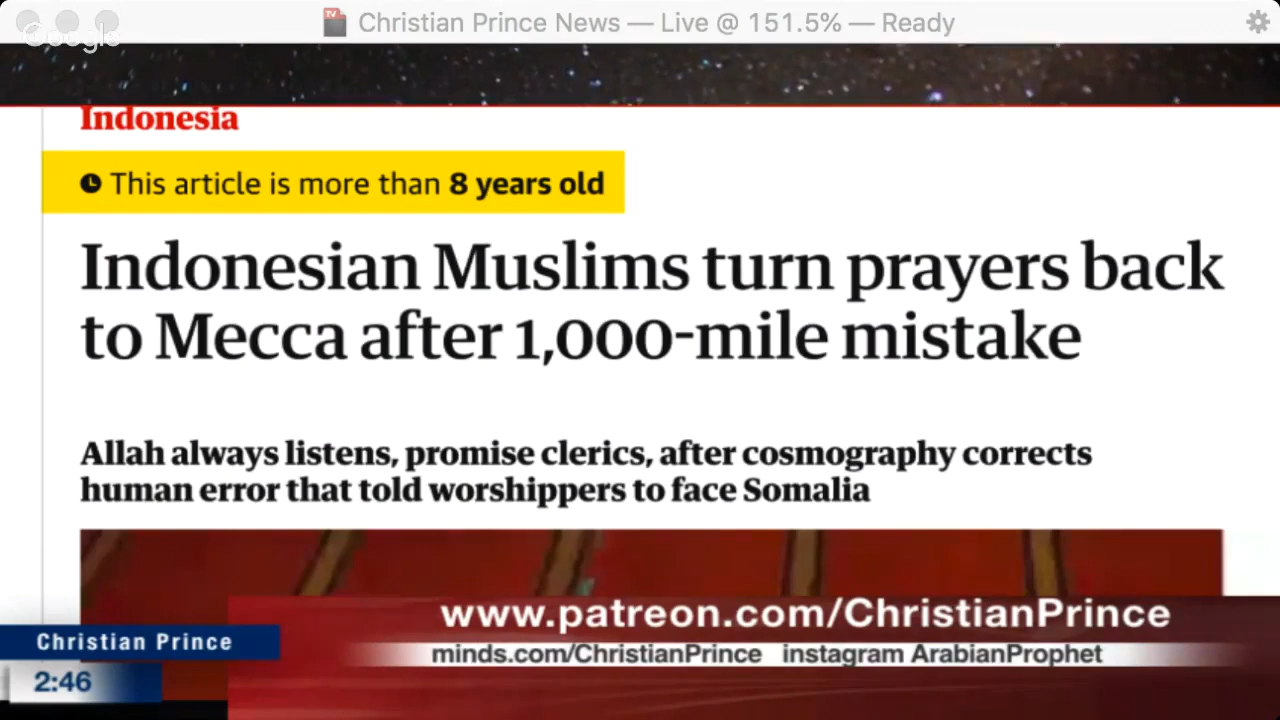 Christian Prince News — Live @ 151.5% — Ready
Google
TV
Indonesia
This article is more than 8 years old
Indonesian Muslims turn prayers back
to Mecca after 1,000-mile mistake
Allah always listens, promise clerics, after cosmography corrects
human error that told worshippers to face Somalia
www.patreon.com/ChristianPrince
Christian Prince
minds.com/ChristianPrince instagram ArabianProphet
2:46